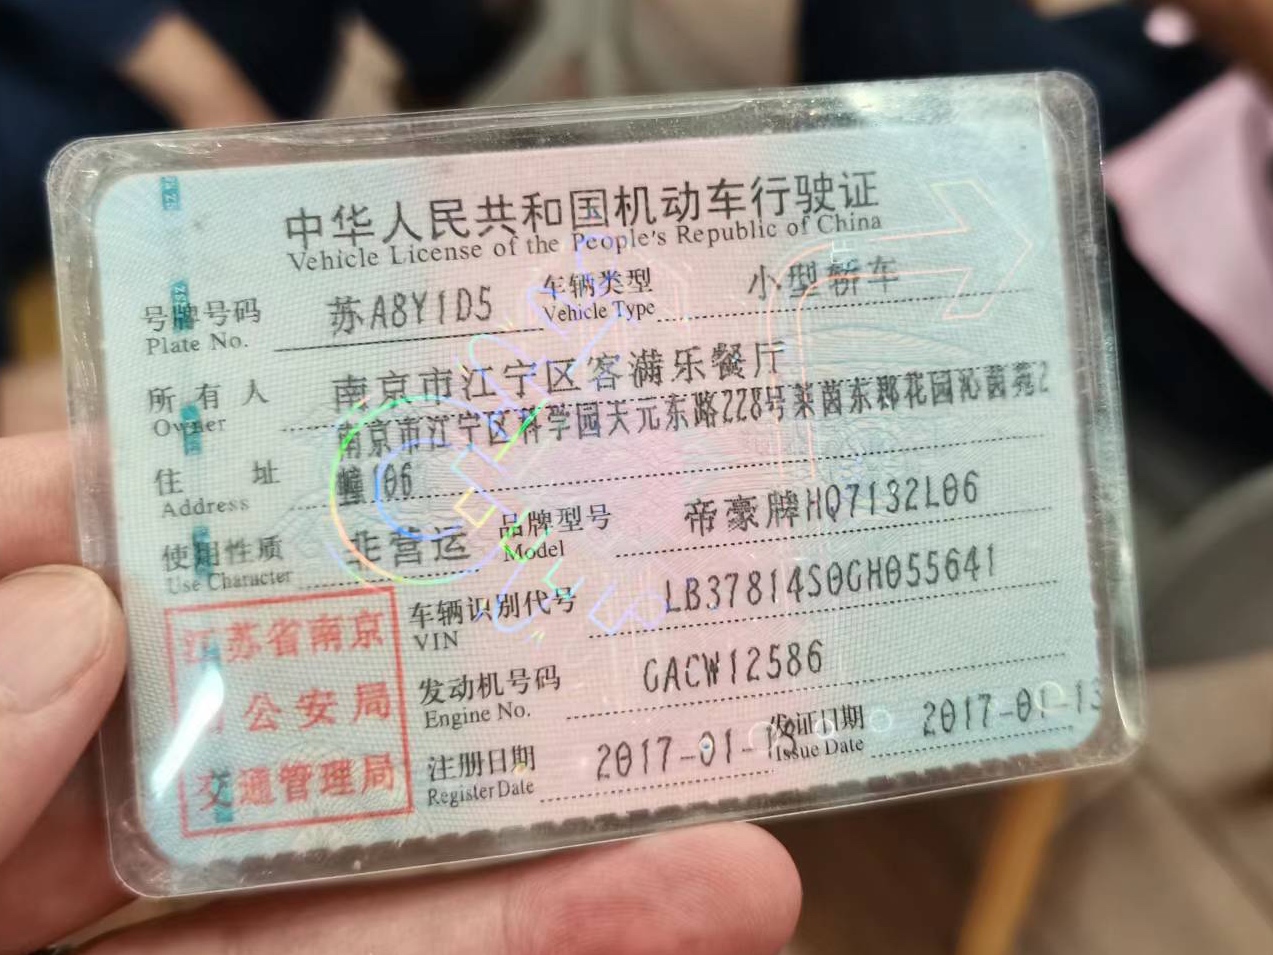 中华人民共和国机动车行驶证
Vehicle License of the People's Republic of China
号牌号码 苏A8Y1D5 车辆类型 小型轿车
Plate No. Vehicle Type
所有人 南京市江宁区客满乐餐厅
Owner
南京市江宁区科学园天元东路228号莱茵东郡花园沁茵苑2
住址 幢106
Address
使用性质 非营运 品牌型号 帝豪牌HQ7132L06
Use Character Model
车辆识别代号 LB37814S0GH055641
VIN
发动机号码 GACW12586
Engine No.
注册日期 2017-01-13 发证日期 2017-01-13
Register Date Issue Date
江苏省南京
公安局
交通管理局